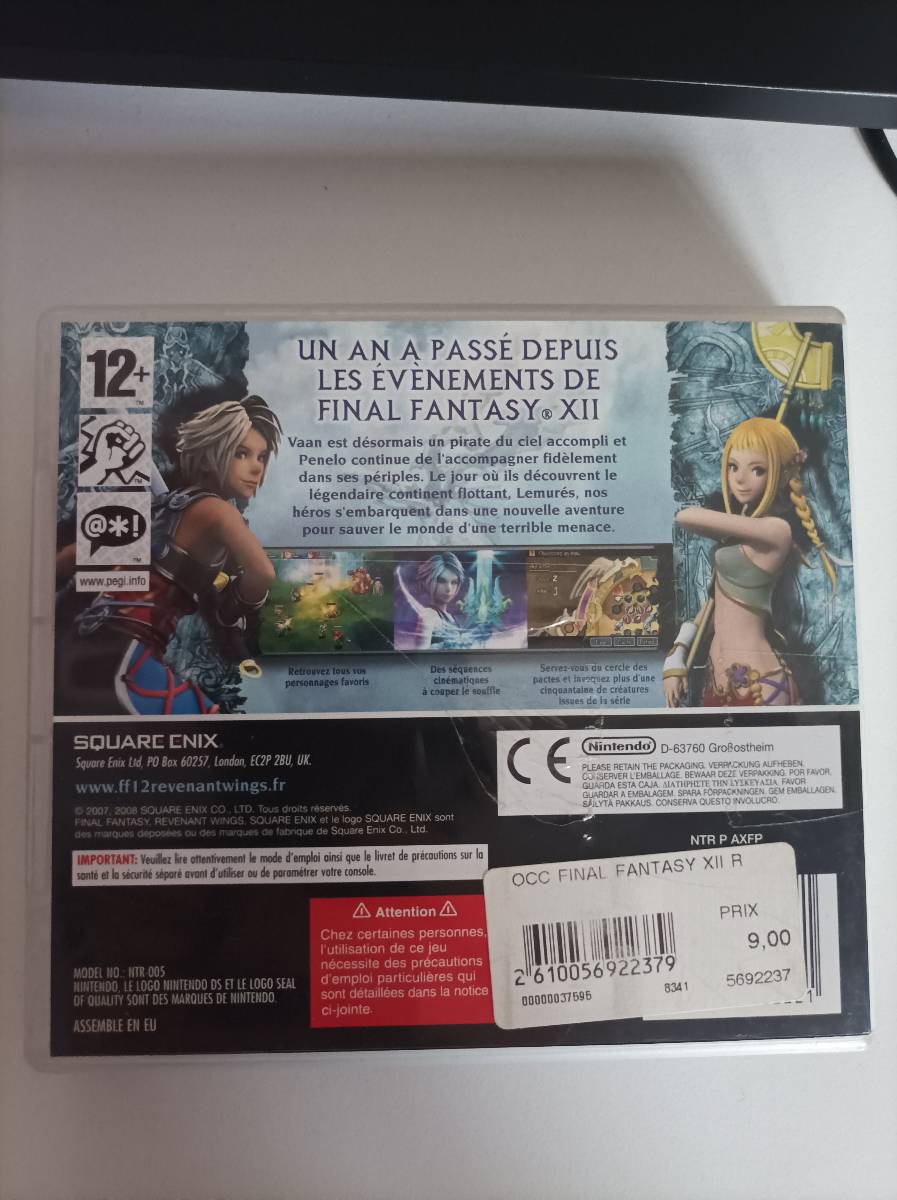 12+
™
UN AN A PASSÉ DEPUIS
LES ÉVÈNEMENTS DE
FINAL FANTASY® XII
Vaan est désormais un pirate du ciel accompli et
Penelo continue de l'accompagner fidèlement
dans ses périples. Le jour où ils découvrent le
légendaire continent flottant, Lemurés, nos
héros s'embarquent dans une nouvelle aventure
pour sauver le monde d'une terrible menace.
™
@*!
™
www.pegi.info
Retrouvez tous vos
personnages favoris
Des séquences
cinématiques
à couper le souffle
Servez-vous du cercle des
pactes et invoquez plus d'une
cinquantaine de créatures
issues de la série
SQUARE ENIX
Square Enix Ltd, PO Box 60257, London, EC2P 2BU, UK.
www.ff12revenantwings.fr
© 2007, 2008 SQUARE ENIX CO., LTD. Tous droits réservés.
FINAL FANTASY, REVENANT WINGS, SQUARE ENIX et le logo SQUARE ENIX sont
des marques déposées ou des marques de fabrique de Square Enix Co., Ltd.
IMPORTANT: Veuillez lire attentivement le mode d'emploi ainsi que le livret de précautions sur la
santé et la sécurité séparé avant d'utiliser ou de paramétrer votre console.
CE
Nintendo D-63760 Großostheim
PLEASE RETAIN THE PACKAGING. VERPACKUNG AUFHEBEN.
CONSERVER L'EMBALLAGE. BEWAAR DEZE VERPAKKING. POR FAVOR,
GUARDA ESTA CAJA. ΔΙΑΤΗΡΗΣΤΕ ΤΗΝ ΣΥΣΚΕΥΑΣΙΑ. FAVOR
GUARDAR A EMBALAGEM. SPARA FÖRPACKNINGEN. GEM EMBALLAGEN.
SÄILYTÄ PAKKAUS. CONSERVA QUESTO INVOLUCRO.
NTR P AXFP
Attention
Chez certaines personnes,
l'utilisation de ce jeu
nécessite des précautions
d'emploi particulières qui
sont détaillées dans la notice
ci-jointe.
MODEL NO.: NTR-005
NINTENDO, LE LOGO NINTENDO DS ET LE LOGO SEAL
OF QUALITY SONT DES MARQUES DE NINTENDO.
ASSEMBLE EN EU
OCC FINAL FANTASY XII R
PRIX
9,00
2 610056 922379
00000037595
8341
5692237